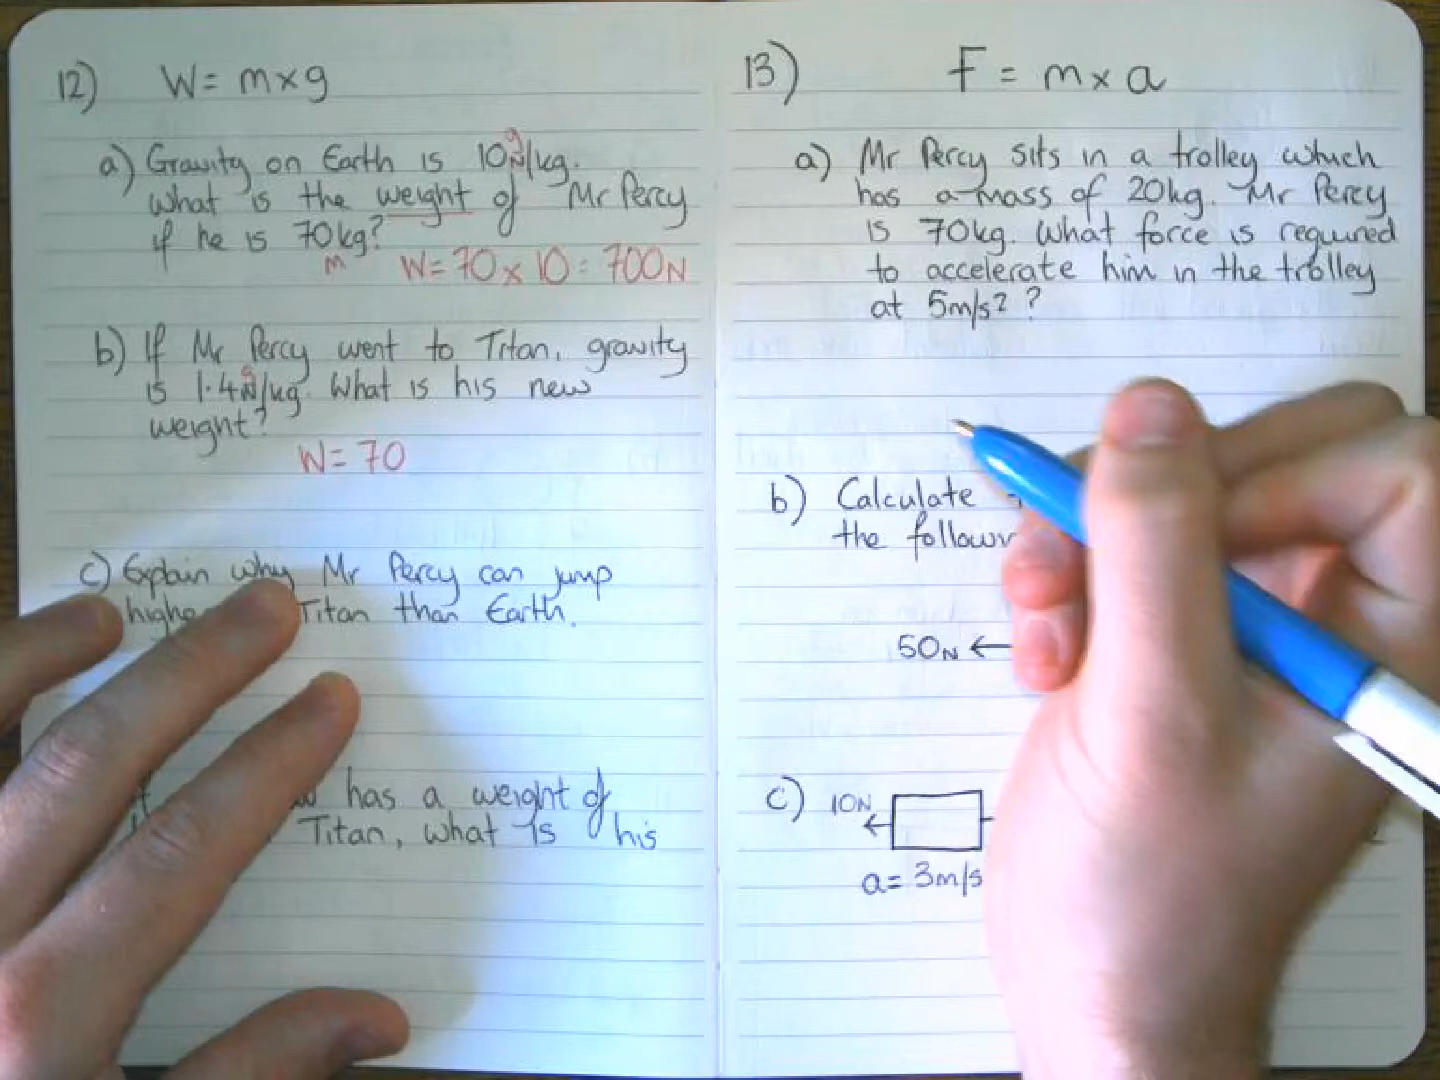 12) W = m x g
a) Gravity on Earth is 10N/kg.
g
What is the weight of Mr Percy
if he is 70kg?
m W = 70 x 10 = 700N
b) If Mr Percy went to Titan, gravity
g
is 1.4N/kg. What is his new
weight?
W = 70
c) Explain why Mr Percy can jump
Titan than Earth.
has a weight of
Titan, what is his
13) F = m x a
a) Mr Percy sits in a trolley which
has a mass of 20kg. Mr Percy
is 70kg. What force is required
to accelerate him in the trolley
at 5m/s² ?
b) Calculate
the
50N ←
c) 10N
←
a = 3m/s